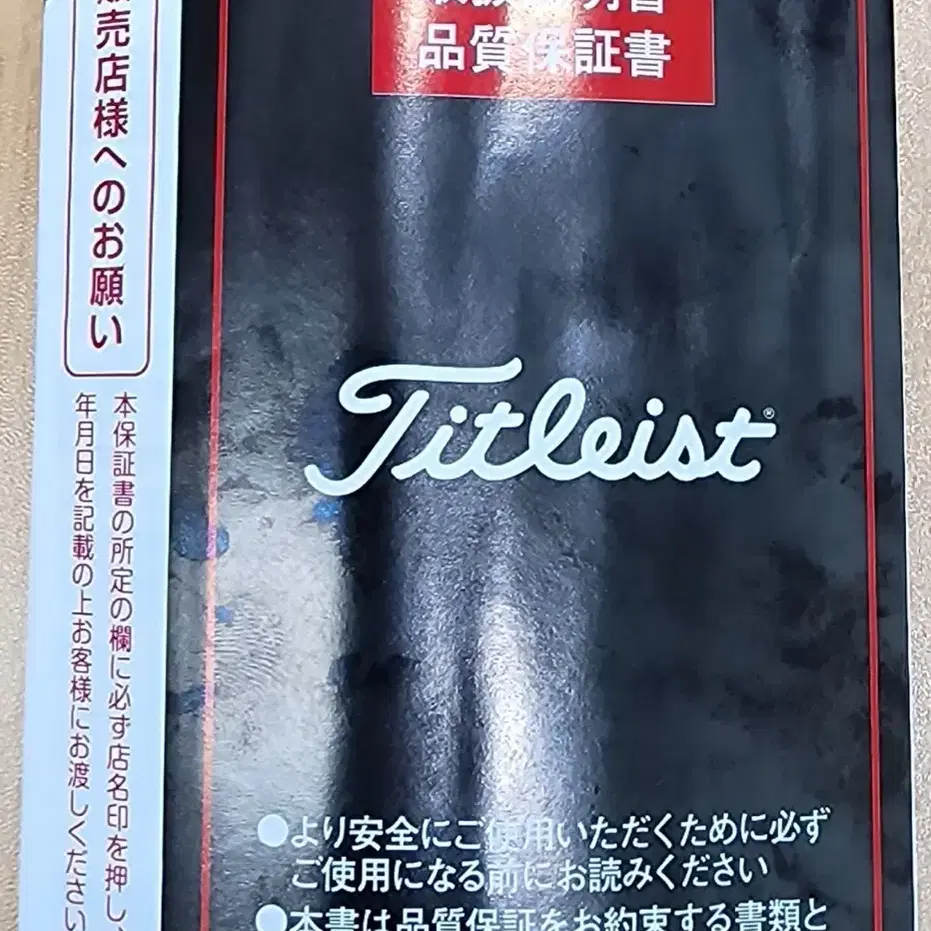 品質保証書
販売店様へのお願い
本保証書の所定の欄に必ず店名印を押し、
年月日を記載の上お客様にお渡しください
Titleist®
●より安全にご使用いただくために必ず
ご使用になる前にお読みください
●本書は品質保証をお約束する書類と